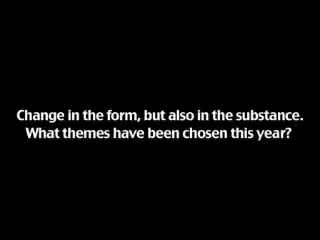 Change in the form, but also in the substance.
What themes have been chosen this year?